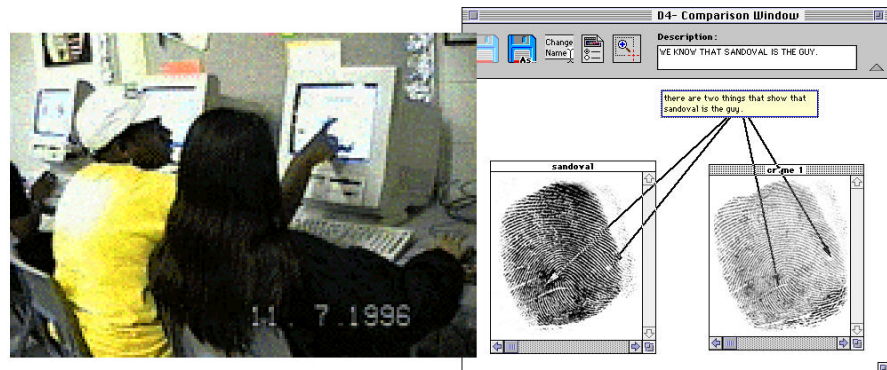 D4- Comparison Window
Change
Name
As
Description:
WE KNOW THAT SANDOVAL IS THE GUY.
there are two things that show that
sandoval is the guy.
sandoval
crime 1
11. 7.1996